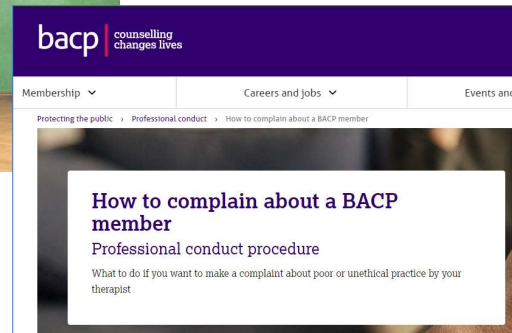 bacp counselling
changes lives
Membership
Careers and jobs
Events and
Protecting the public › Professional conduct › How to complain about a BACP member
How to complain about a BACP
member
Professional conduct procedure
What to do if you want to make a complaint about poor or unethical practice by your
therapist